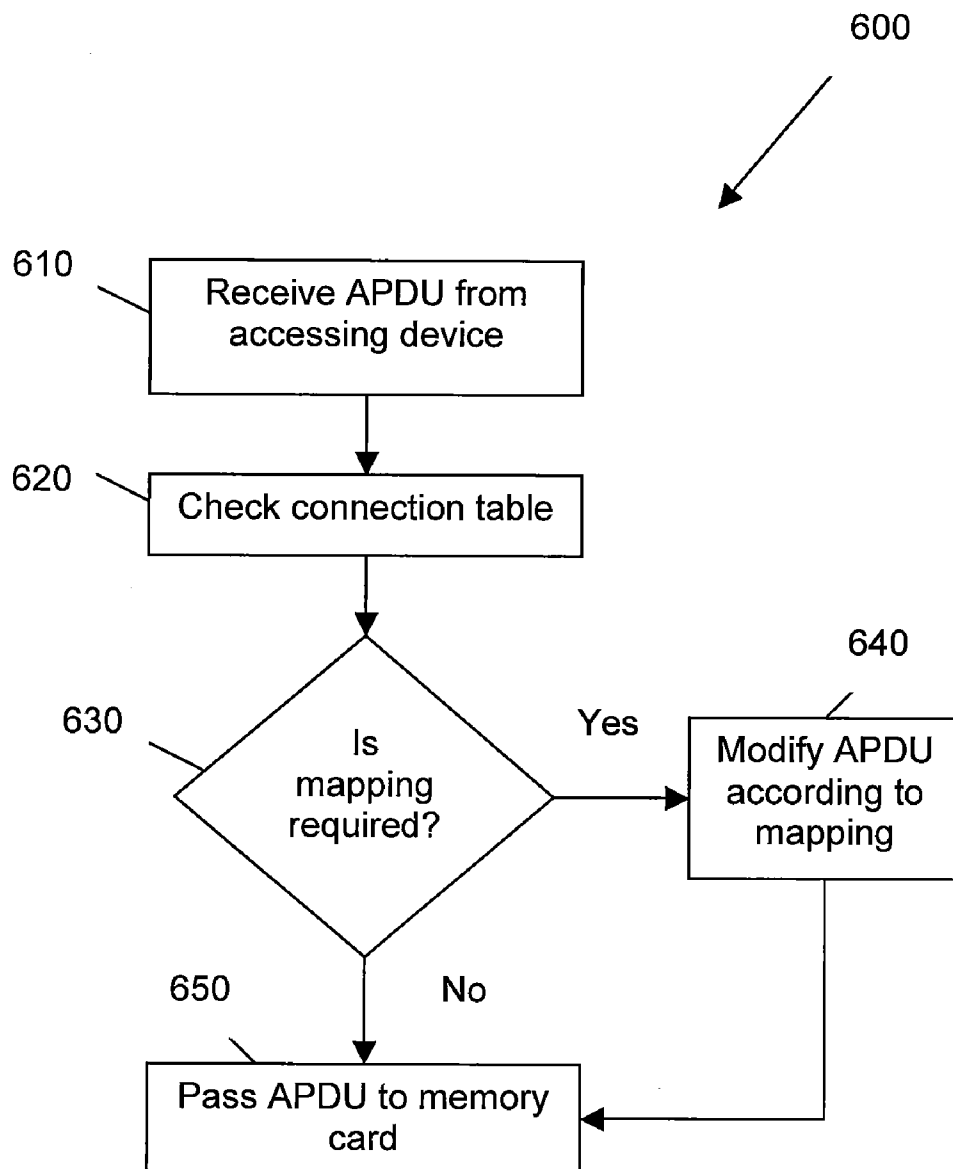 600
610
Receive APDU from
accessing device
620
Check connection table
630
Is
mapping
required?
Yes
640
Modify APDU
according to
mapping
No
650
Pass APDU to memory
card